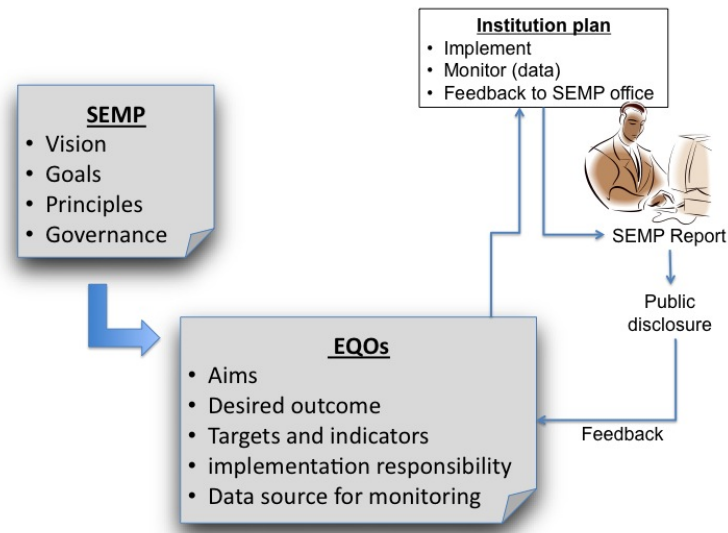 Institution plan
• Implement
• Monitor (data)
• Feedback to SEMP office
SEMP
• Vision
• Goals
• Principles
• Governance
SEMP Report
Public
disclosure
EQOs
• Aims
• Desired outcome
• Targets and indicators
• implementation responsibility
• Data source for monitoring
Feedback